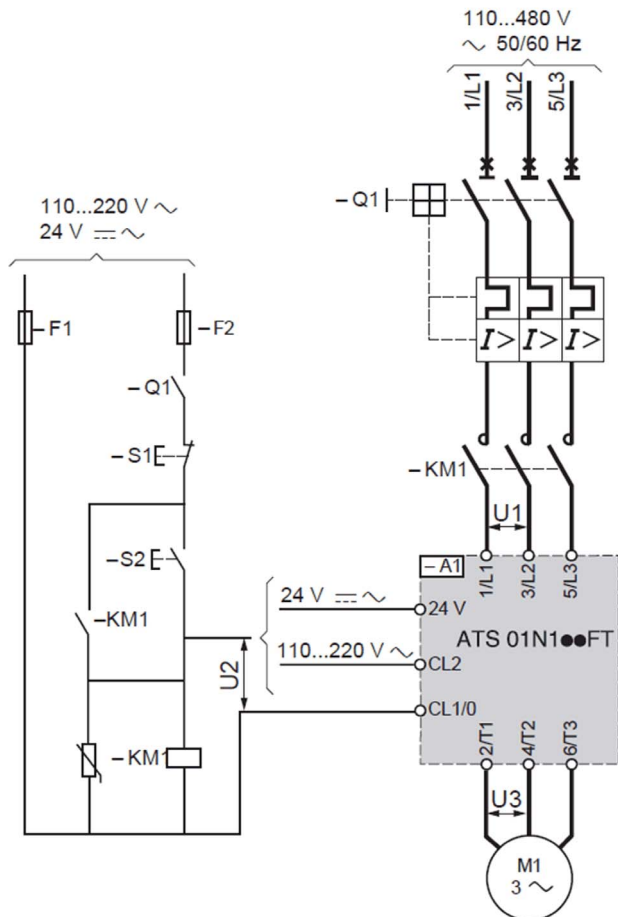 110...480 V
∼ 50/60 Hz
1/L1
3/L2
5/L3
– Q1
I>
I>
I>
110...220 V ∼
24 V ⎓ ∼
– F1
– F2
– Q1
– S1
– KM1
U1
– S2
– A1
1/L1
3/L2
5/L3
24 V ⎓ ∼
24 V
ATS 01N1●●FT
–KM1
110...220 V ∼
CL2
U2
CL1/0
2/T1
4/T2
6/T3
– KM1
U3
M1
3 ∼